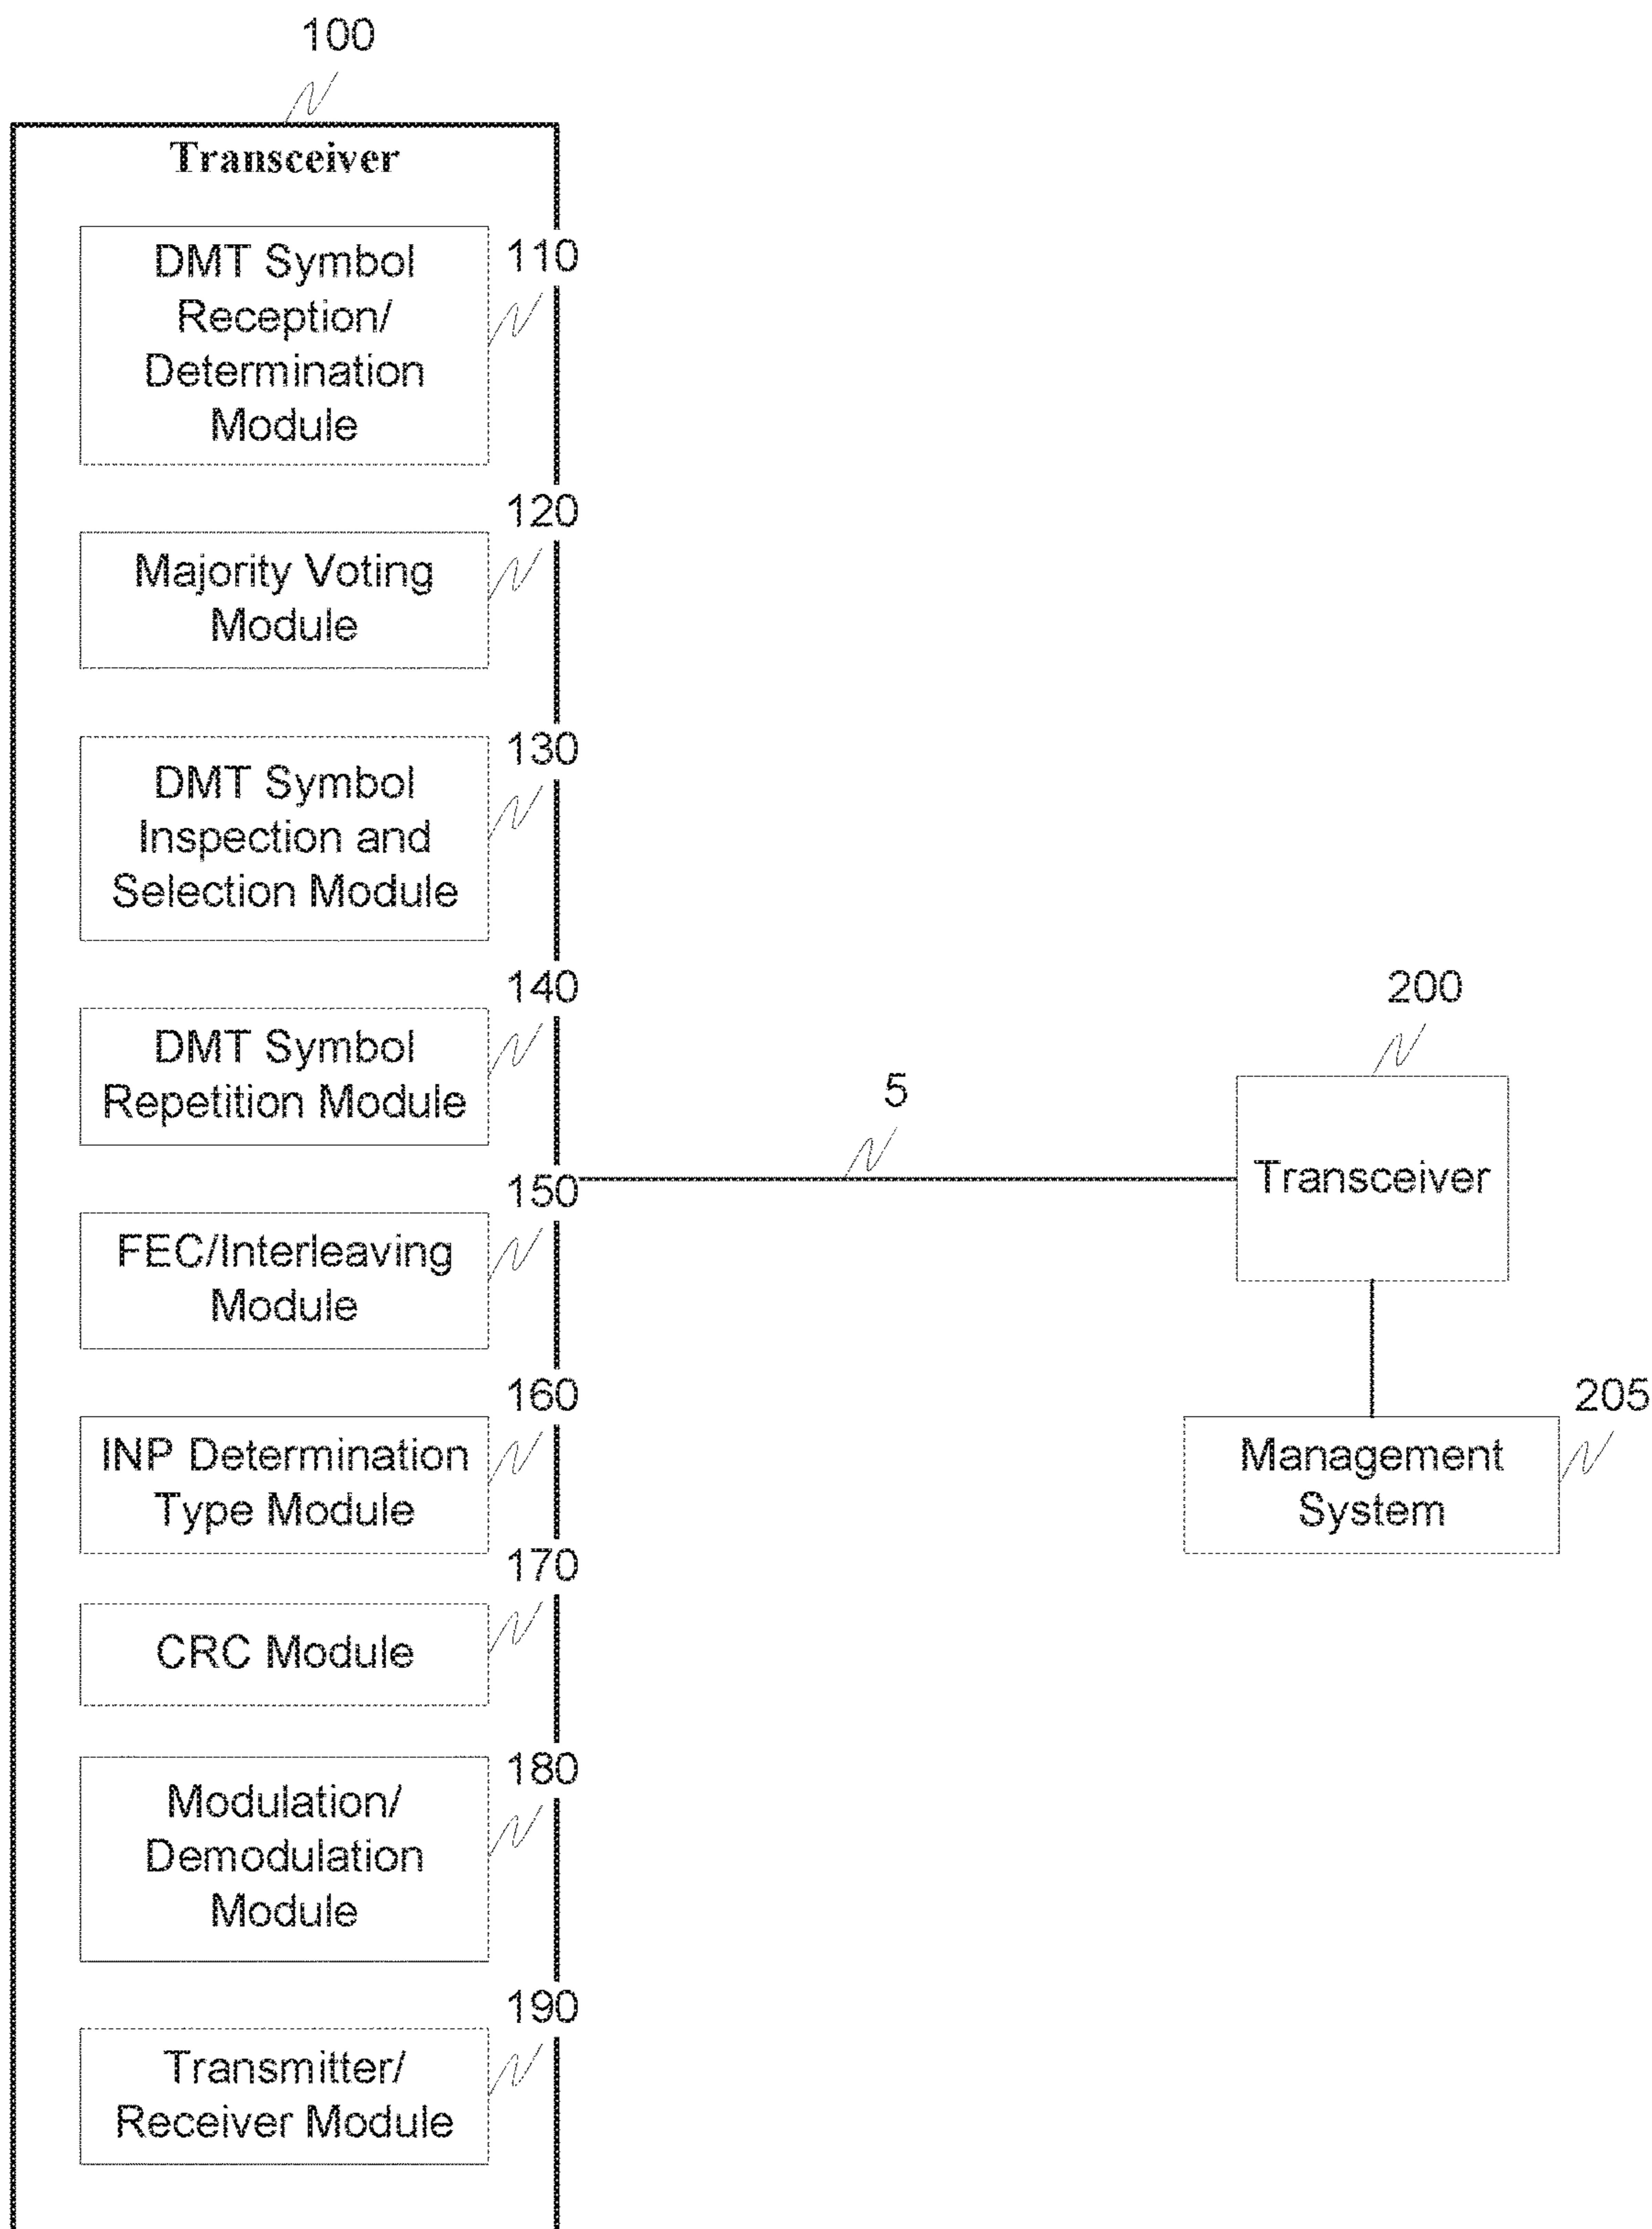 100
Transceiver
DMT Symbol
Reception/
Determination
Module
110
Majority Voting
Module
120
DMT Symbol
Inspection and
Selection Module
130
DMT Symbol
Repetition Module
140
FEC/Interleaving
Module
150
INP Determination
Type Module
160
CRC Module
170
Modulation/
Demodulation
Module
180
Transmitter/
Receiver Module
190
5
200
Transceiver
Management
System
205